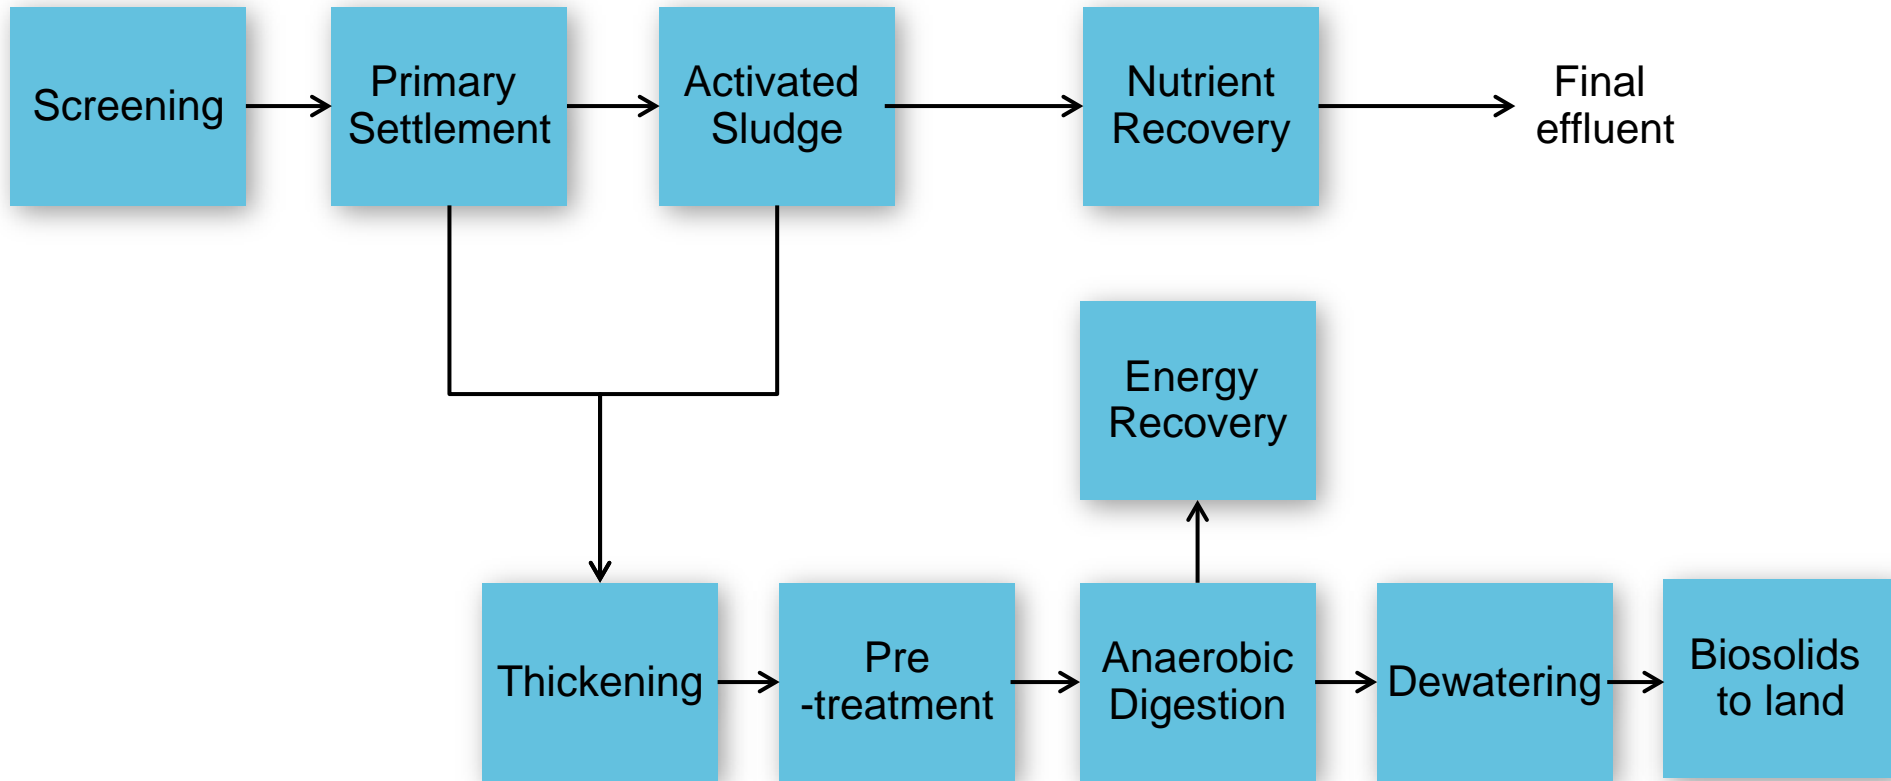 Screening
Primary
Settlement
Activated
Sludge
Nutrient
Recovery
Final
effluent
Energy
Recovery
Thickening
Pre
-treatment
Anaerobic
Digestion
Dewatering
Biosolids
to land